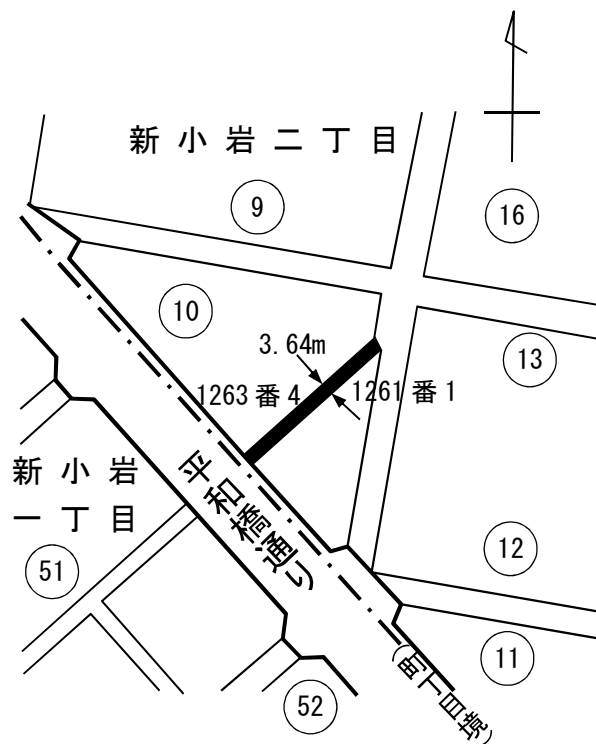 新小岩二丁目
9
16
10
3.64m
13
1263番4
1261番1
新小岩
一丁目
平和橋通り
51
12
11
(町丁目境)
52